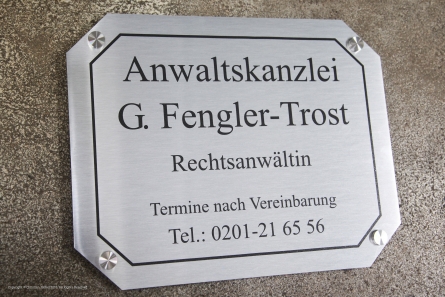 Anwaltskanzlei
G. Fengler-Trost
Rechtsanwältin
Termine nach Vereinbarung
Tel.: 0201-21 65 56